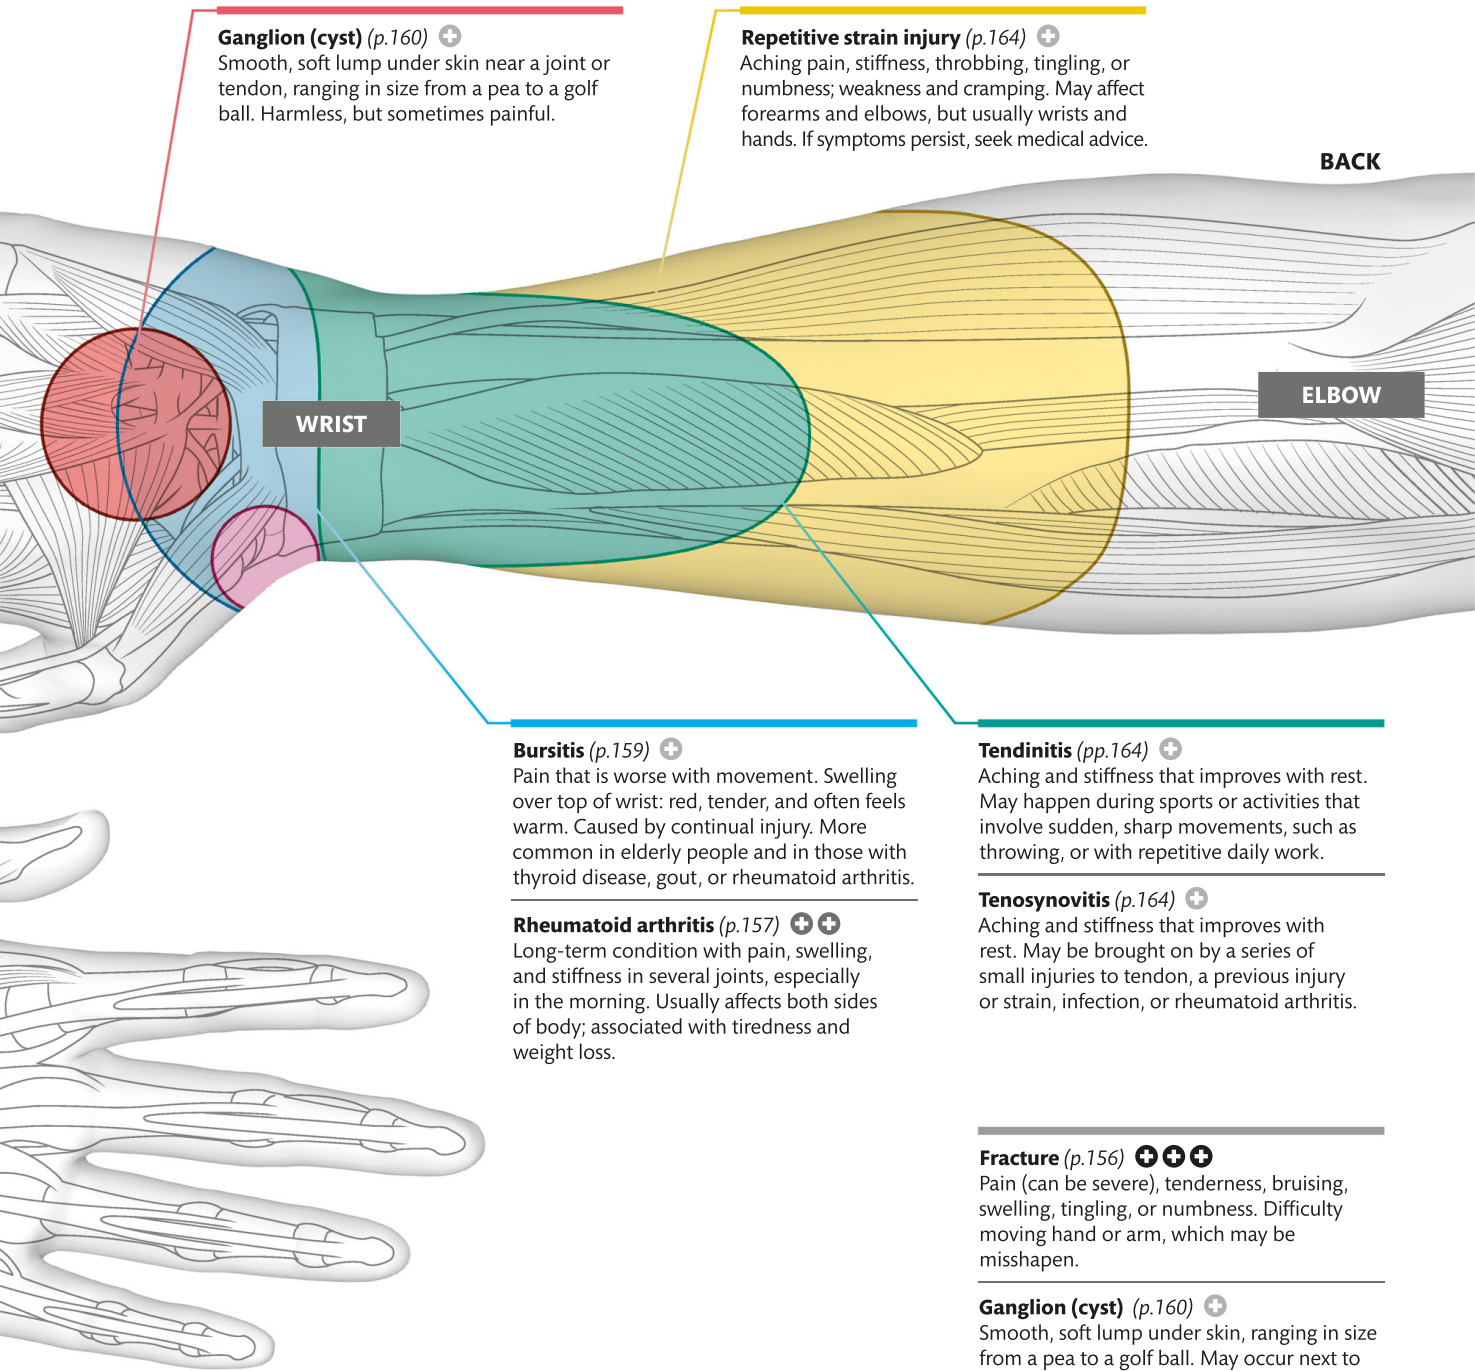 Ganglion (cyst) (p.160)
Smooth, soft lump under skin near a joint or
tendon, ranging in size from a pea to a golf
ball. Harmless, but sometimes painful.
Repetitive strain injury (p.164)
Aching pain, stiffness, throbbing, tingling, or
numbness; weakness and cramping. May affect
forearms and elbows, but usually wrists and
hands. If symptoms persist, seek medical advice.
BACK
ELBOW
WRIST
Bursitis (p.159)
Pain that is worse with movement. Swelling
over top of wrist: red, tender, and often feels
warm. Caused by continual injury. More
common in elderly people and in those with
thyroid disease, gout, or rheumatoid arthritis.
Rheumatoid arthritis (p.157)
Long-term condition with pain, swelling,
and stiffness in several joints, especially
in the morning. Usually affects both sides
of body; associated with tiredness and
weight loss.
Tendinitis (pp.164)
Aching and stiffness that improves with rest.
May happen during sports or activities that
involve sudden, sharp movements, such as
throwing, or with repetitive daily work.
Tenosynovitis (p.164)
Aching and stiffness that improves with
rest. May be brought on by a series of
small injuries to tendon, a previous injury
or strain, infection, or rheumatoid arthritis.
Fracture (p.156)
Pain (can be severe), tenderness, bruising,
swelling, tingling, or numbness. Difficulty
moving hand or arm, which may be
misshapen.
Ganglion (cyst) (p.160)
Smooth, soft lump under skin, ranging in size
from a pea to a golf ball. May occur next to